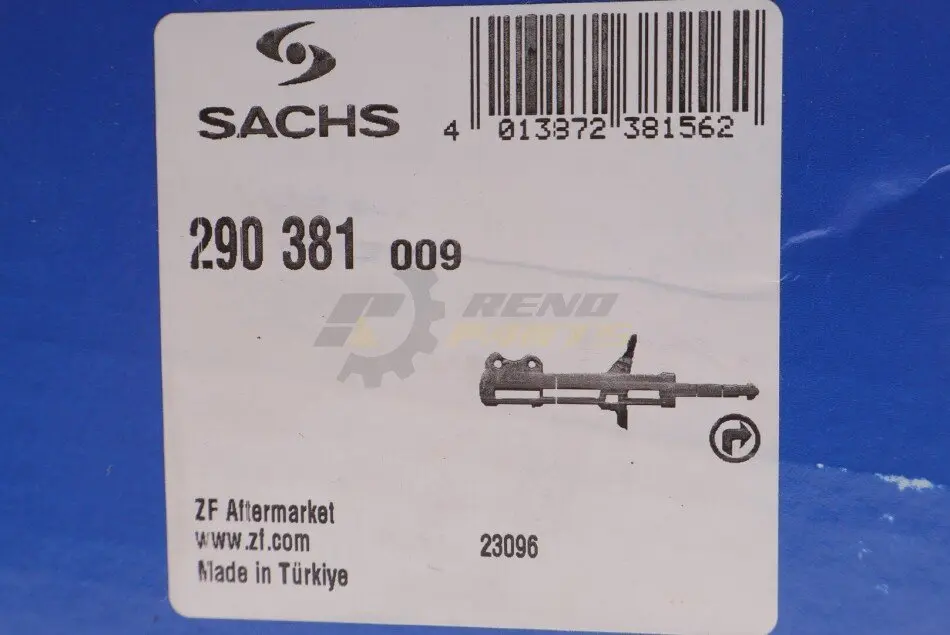 SACHS
4 013872 381562
290 381 009
RENO
PARTS
ZF Aftermarket
www.zf.com
23096
Made in Türkiye